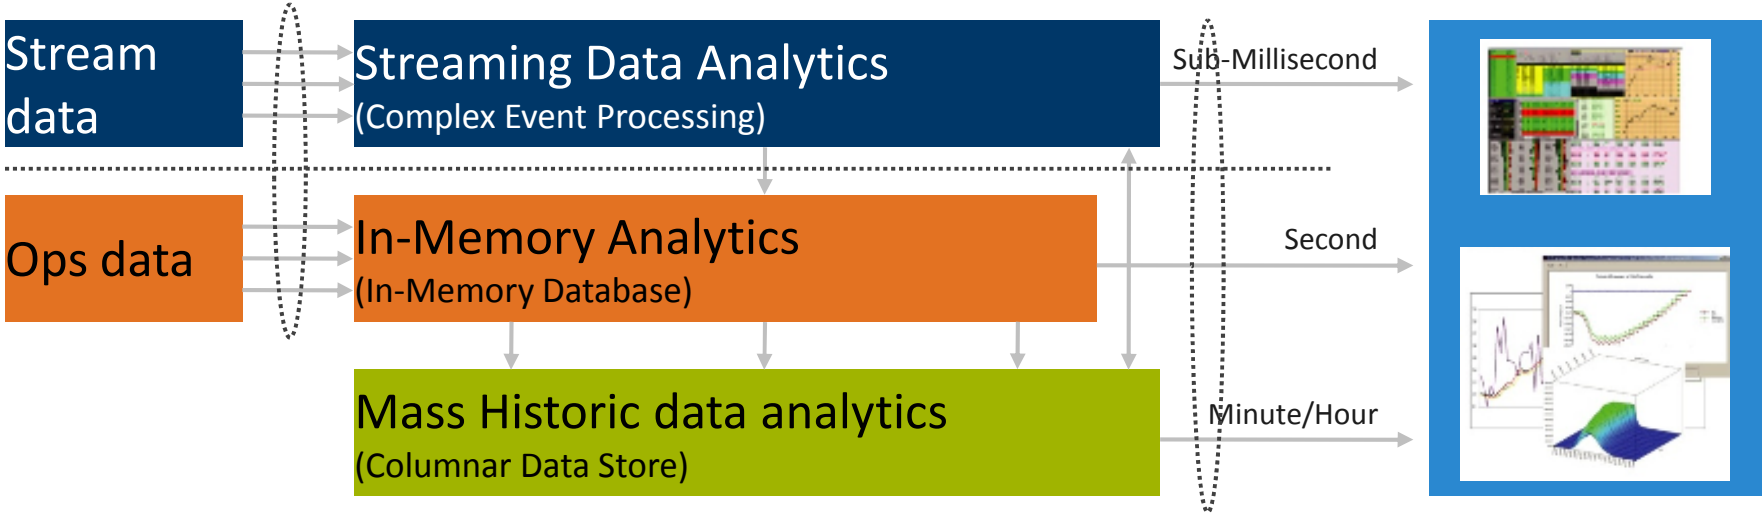 Stream
data
Streaming Data Analytics
(Complex Event Processing)
Sub-Millisecond
Ops data
In-Memory Analytics
(In-Memory Database)
Second
Mass Historic data analytics
(Columnar Data Store)
Minute/Hour